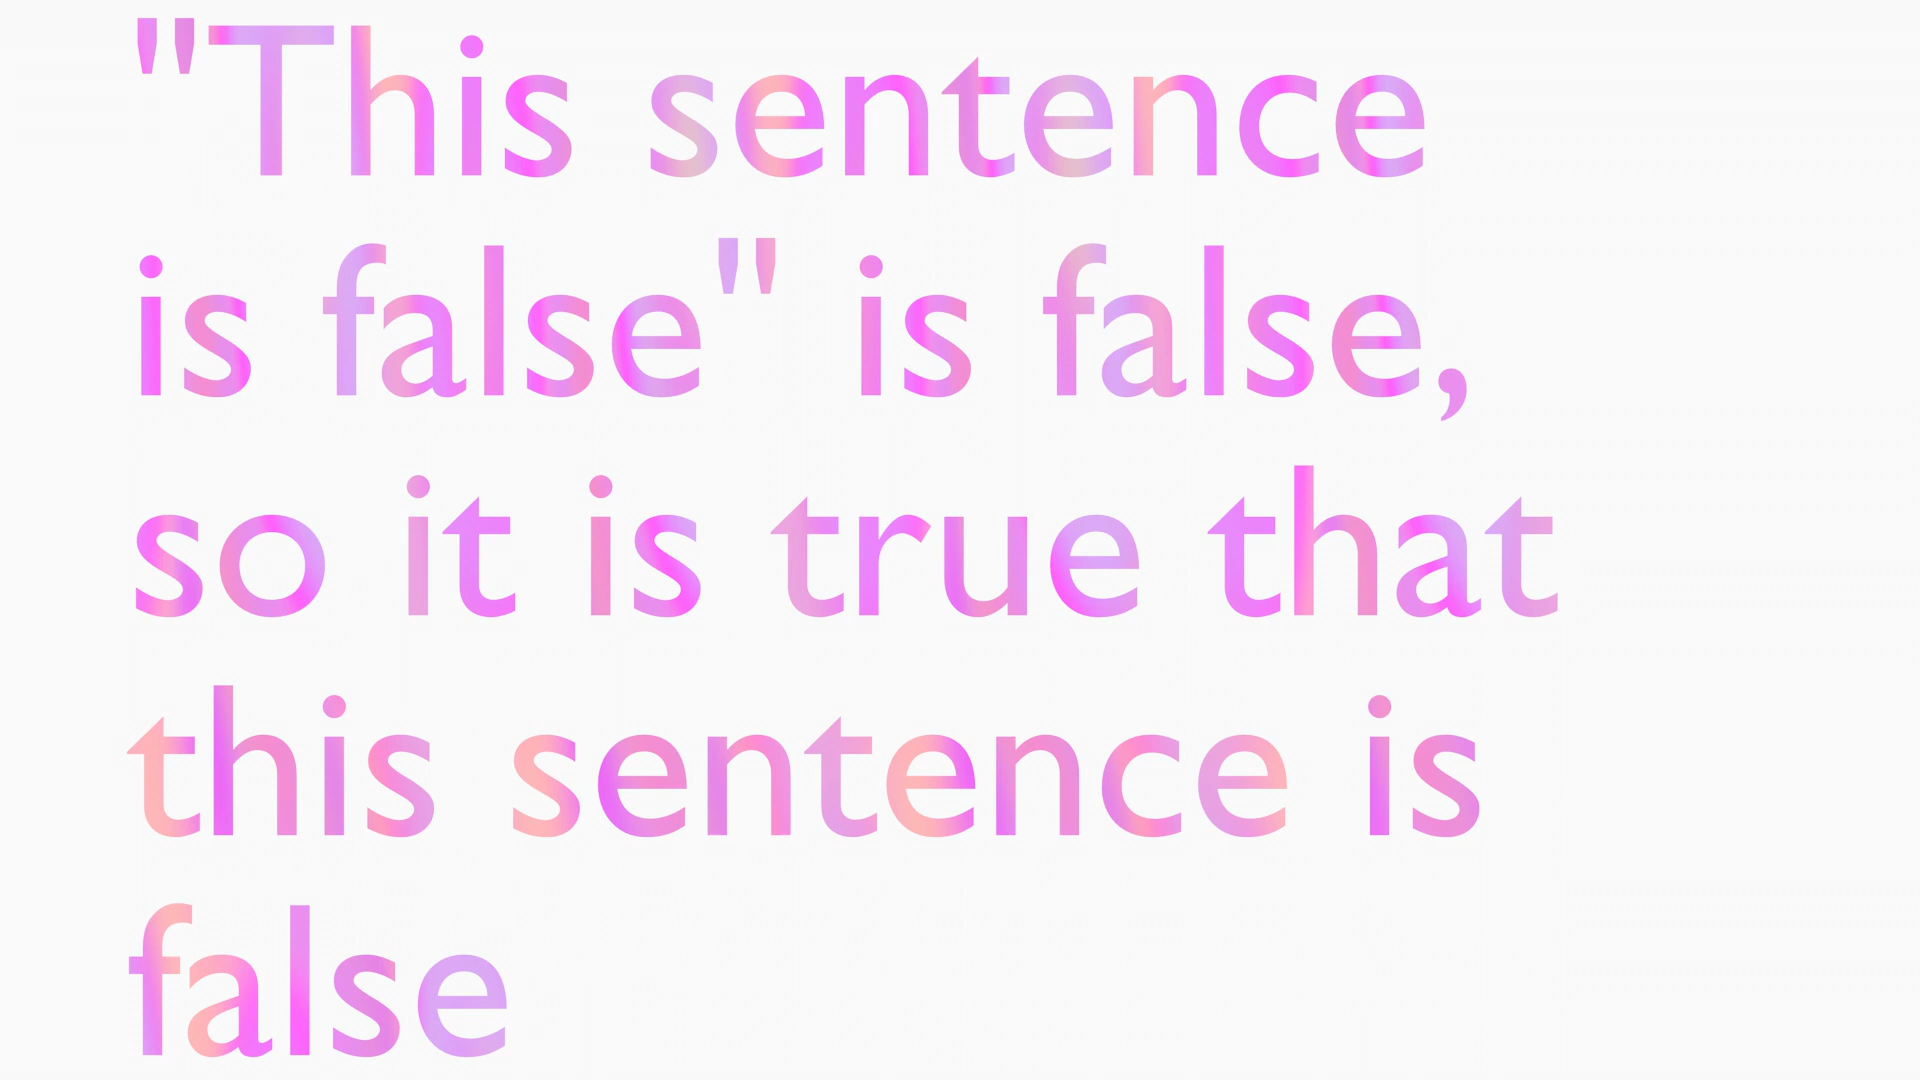 "This sentence
is false" is false,
so it is true that
this sentence is
false